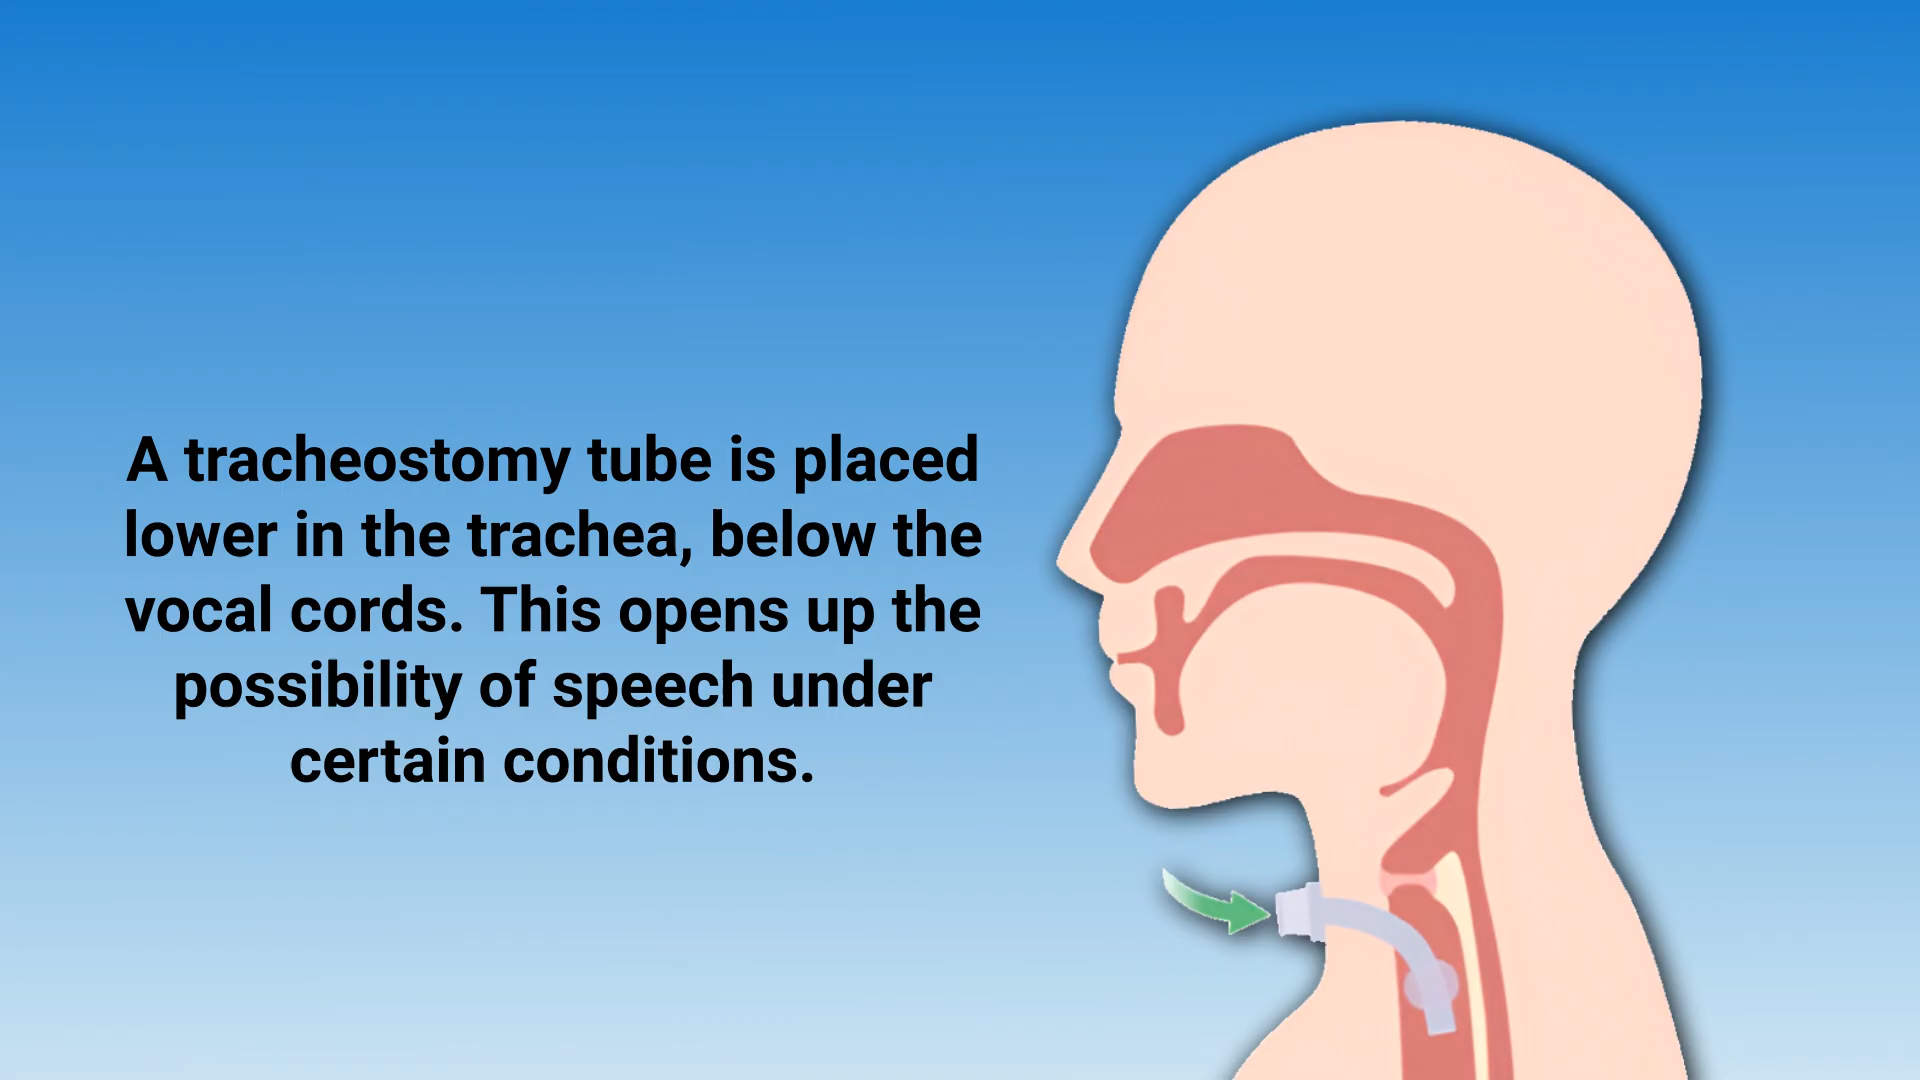 A tracheostomy tube is placed
lower in the trachea, below the
vocal cords. This opens up the
possibility of speech under
certain conditions.